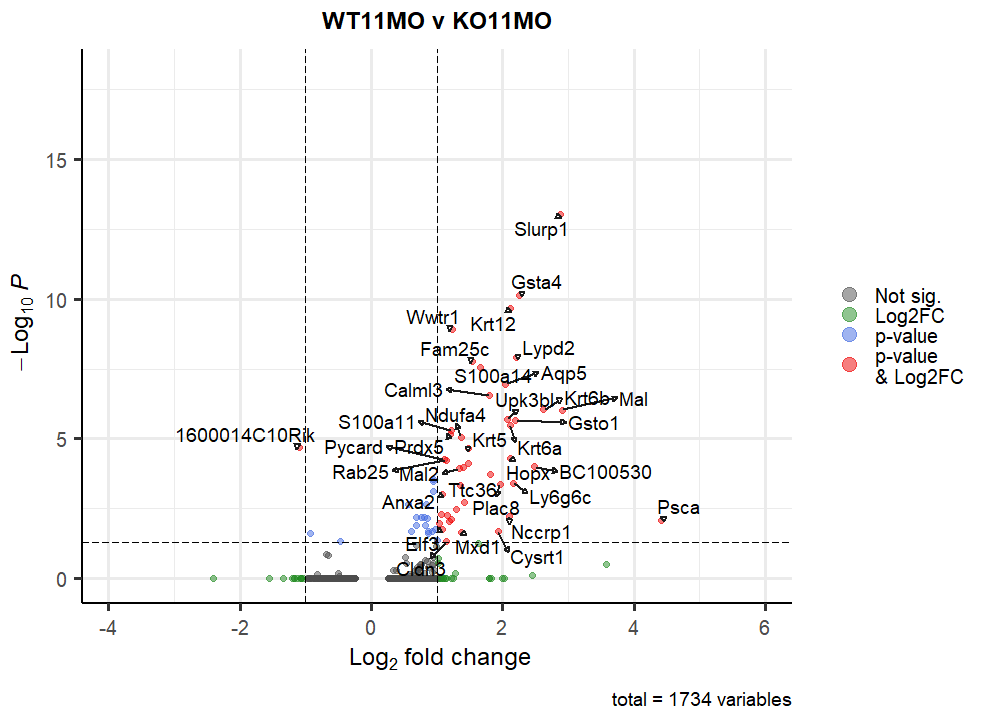 WT11MO v KO11MO
−Log10 P
15
10
5
0
-4
-2
0
2
4
6
Log2 fold change
total = 1734 variables
Not sig.
Log2FC
p-value
p-value
& Log2FC
Slurp1
Gsta4
Wwtr1
Krt12
Fam25c
Lypd2
S100a14
Aqp5
Calml3
Upk3bl
Krt6b
Mal
S100a11
Ndufa4
Gsto1
1600014C10Rik
Pycard
Prdx5
Krt5
Krt6a
Rab25
Mal2
Hopx
BC100530
Anxa2
Ttc36
Ly6g6c
Plac8
Psca
Elf3
Mxd1
Nccrp1
Cysrt1
Cldn3